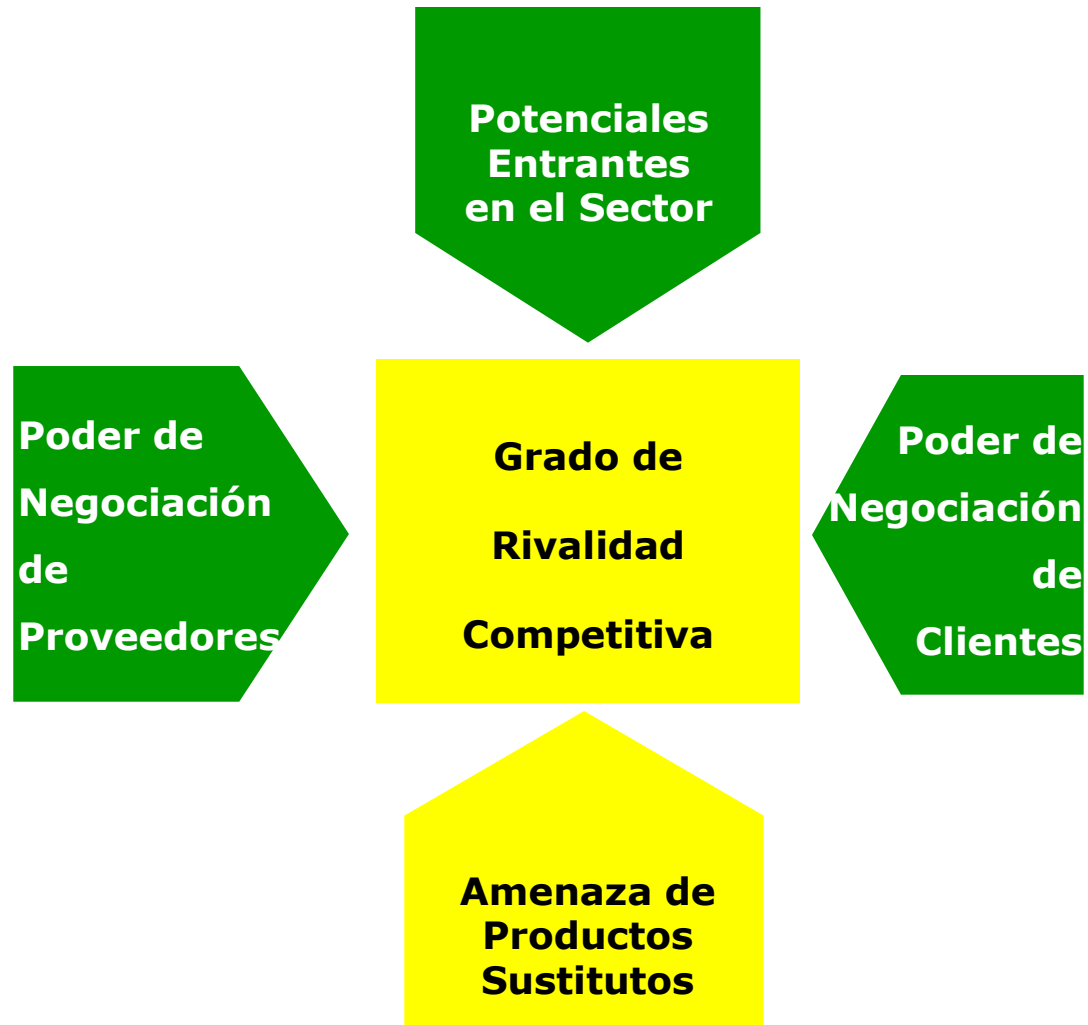 Potenciales
Entrantes
en el Sector
Poder de
Negociación
de
Proveedores
Grado de
Rivalidad
Competitiva
Poder de
Negociación
de
Clientes
Amenaza de
Productos
Sustitutos